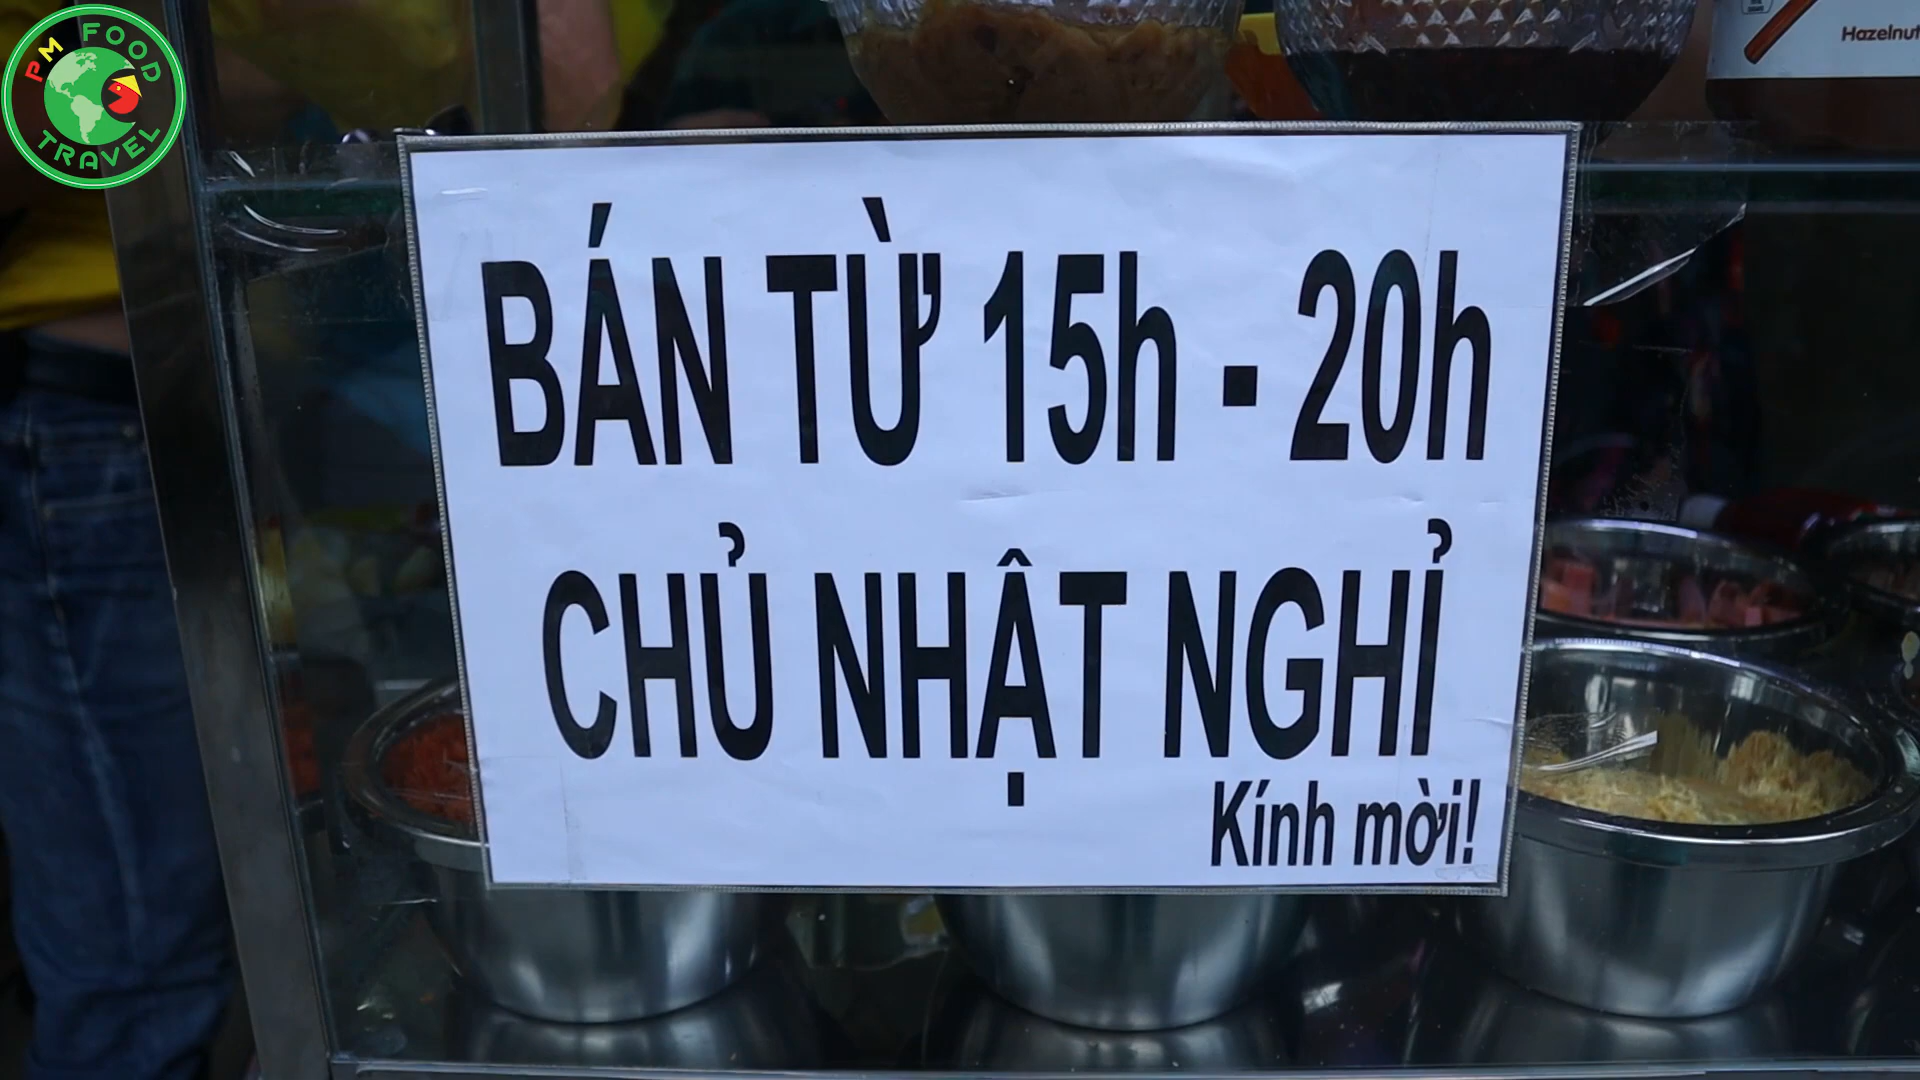 PM FOOD
TRAVEL
Hazelnut
BÁN TỪ 15h - 20h
CHỦ NHẬT NGHỈ
Kính mời!